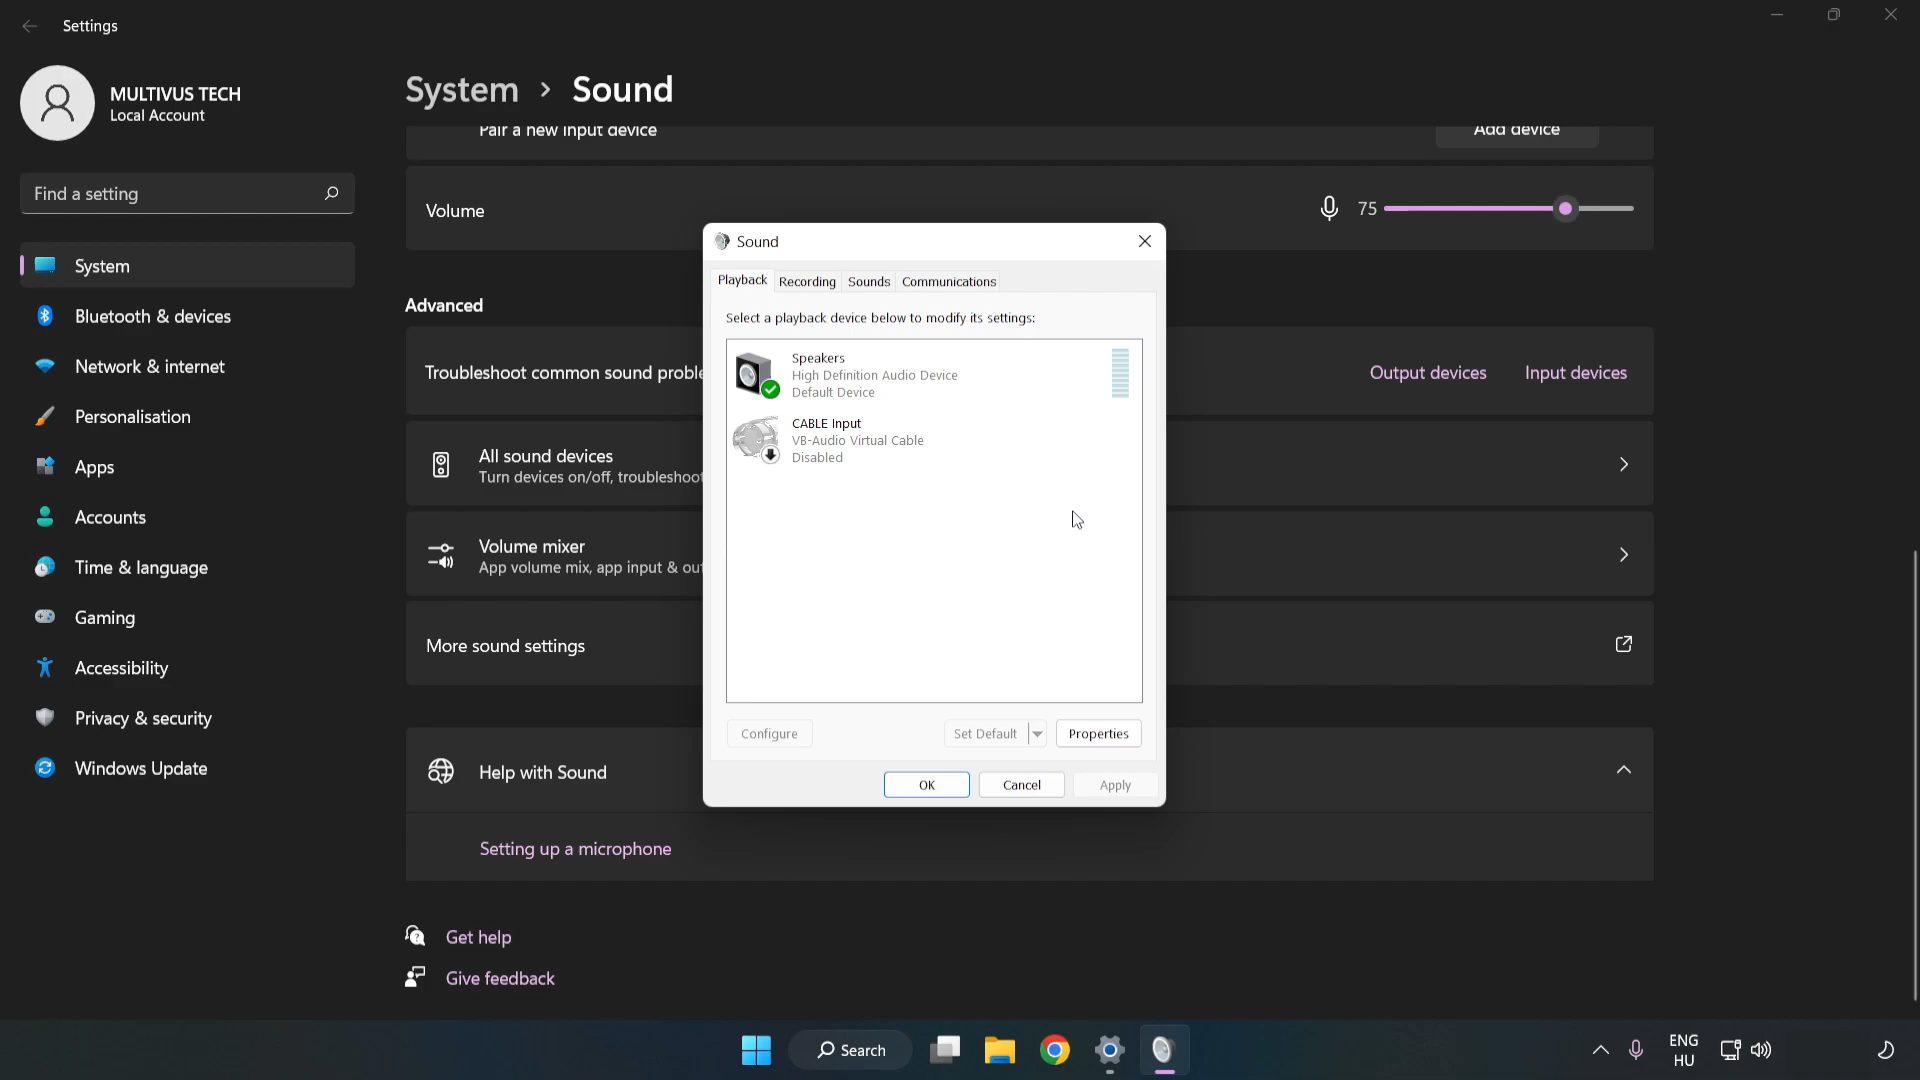 Settings
MULTIVUS TECH
Local Account
Find a setting
System
Bluetooth & devices
Network & internet
Personalisation
Apps
Accounts
Time & language
Gaming
Accessibility
Privacy & security
Windows Update
System > Sound
Pair a new input device
Add device
Volume
75
Advanced
Troubleshoot common sound proble
Output devices
Input devices
All sound devices
Turn devices on/off, troubleshoot
Volume mixer
App volume mix, app input & ou
More sound settings
Help with Sound
Setting up a microphone
Get help
Give feedback
Sound
Playback
Recording
Sounds
Communications
Select a playback device below to modify its settings:
Speakers
High Definition Audio Device
Default Device
CABLE Input
VB-Audio Virtual Cable
Disabled
Configure
Set Default
Properties
OK
Cancel
Apply
Search
ENG
HU